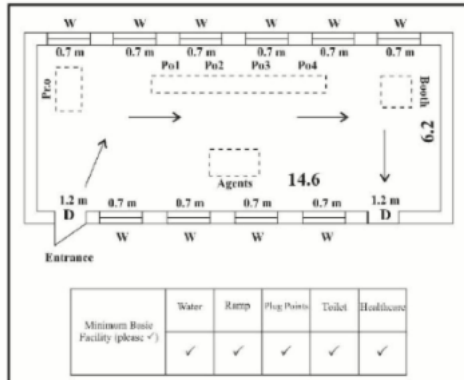 W W W W W W
0.7 m 0.7 m 0.7 m 0.7 m 0.7 m 0.7 m
Po1 Po2 Po3 Po4
Pr.o
Booth
6.2
Agents
14.6
1.2 m 0.7 m 0.7 m 0.7 m 0.7 m 1.2 m
D D
W W W W
Entrance
Water Ramp Plug Points Toilet Healthcare
Minimum Basic
Facility (please ✓) ✓ ✓ ✓ ✓ ✓